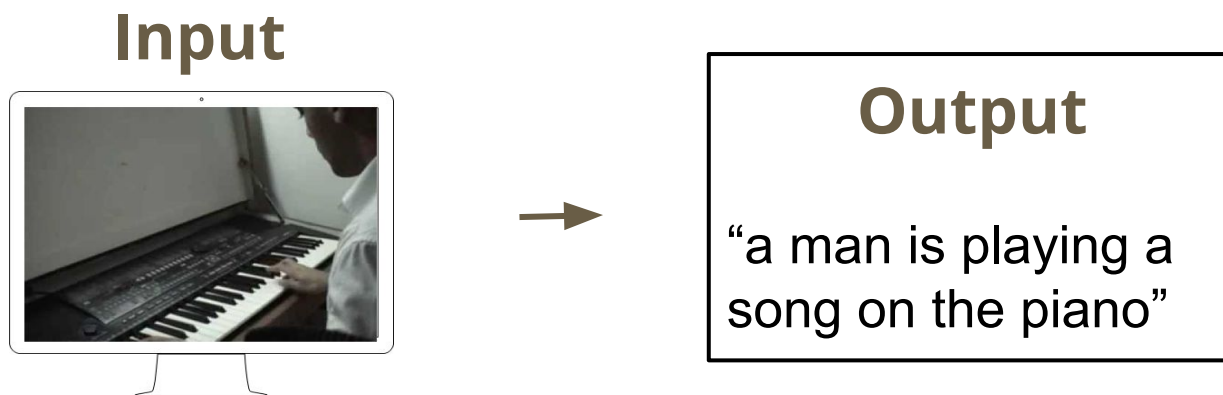 Input
Output
“a man is playing a
song on the piano”